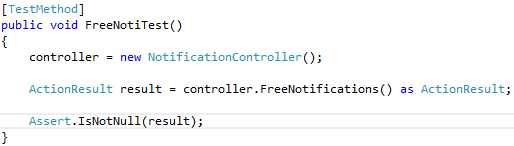 [TestMethod]
public void FreeNotiTest()
{
    controller = new NotificationController();
    ActionResult result = controller.FreeNotifications() as ActionResult;
    Assert.IsNotNull(result);
}